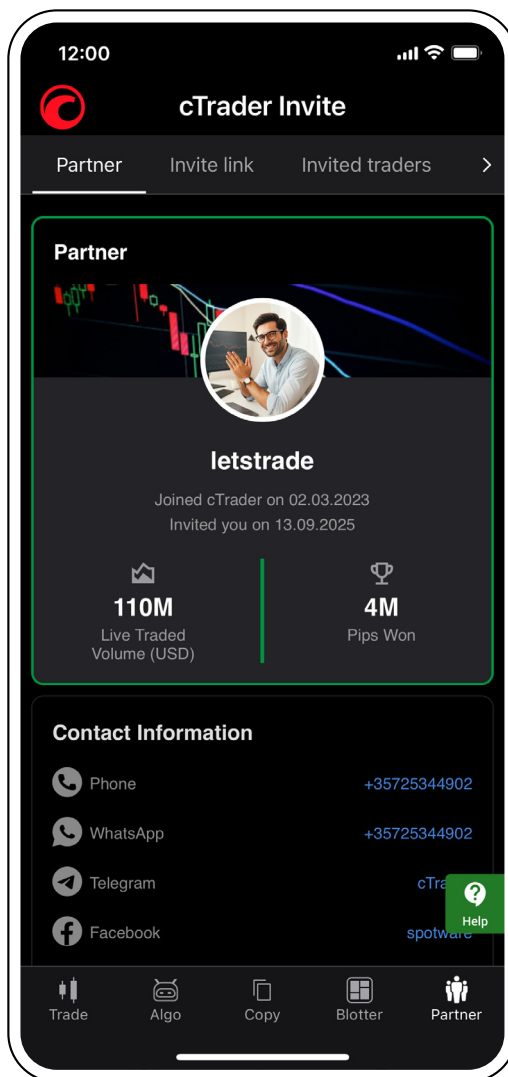 12:00
cTrader Invite
Partner Invite link Invited traders
Partner
letstrade
Joined cTrader on 02.03.2023
Invited you on 13.09.2025
110M
Live Traded
Volume (USD)
4M
Pips Won
Contact Information
Phone +35725344902
WhatsApp +35725344902
Telegram
Facebook spotware
Help
Trade Algo Copy Blotter Partner